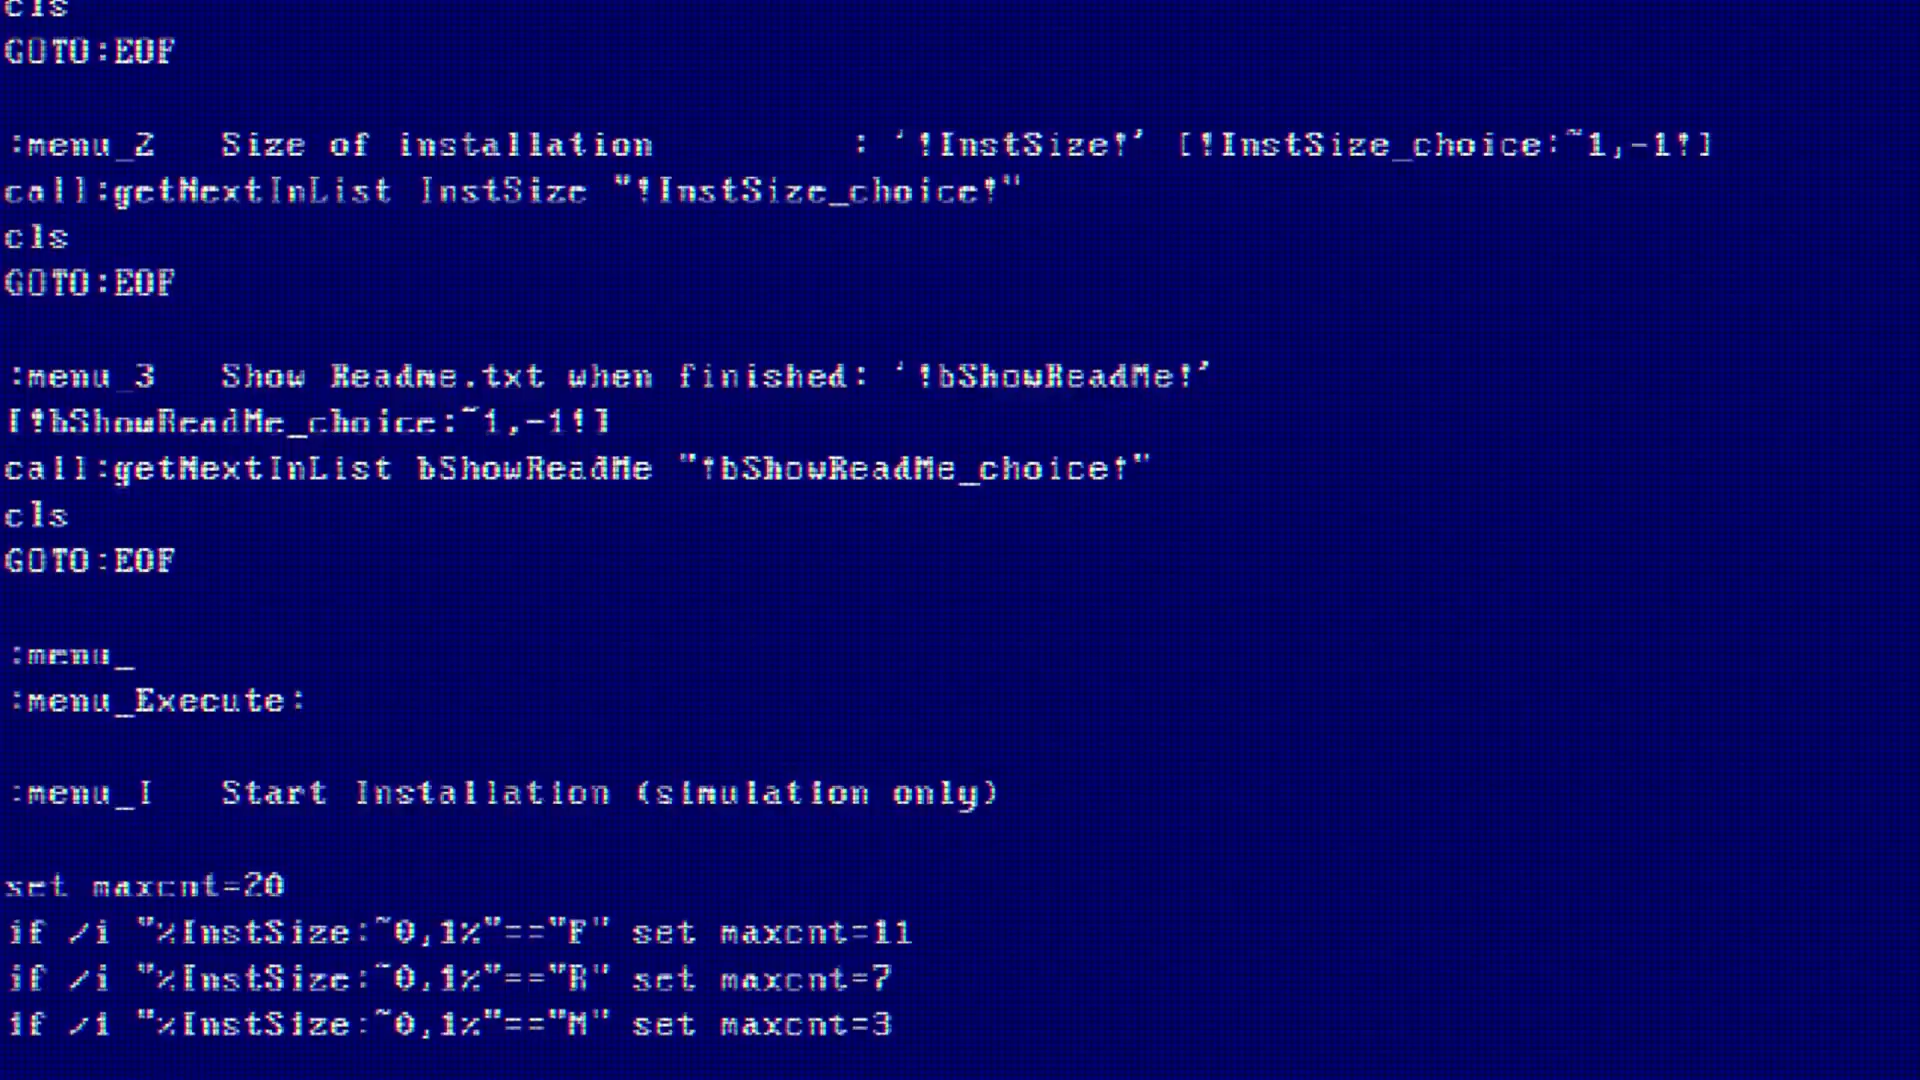 cls
GOTO:EOF
:menu_2   Size of installation         : '!InstSize!' [!InstSize_choice:~1,-1!]
call:getNextInList InstSize "!InstSize_choice!"
cls
GOTO:EOF
:menu_3   Show Readme.txt when finished: '!bShowReadMe!'
[!bShowReadMe_choice:~1,-1!]
call:getNextInList bShowReadMe "!bShowReadMe_choice!"
cls
GOTO:EOF
:menu_
:menu_Execute:
:menu_I   Start Installation (simulation only)
set maxcnt=20
if /i "%InstSize:~0,1%"=="F" set maxcnt=11
if /i "%InstSize:~0,1%"=="R" set maxcnt=7
if /i "%InstSize:~0,1%"=="M" set maxcnt=3